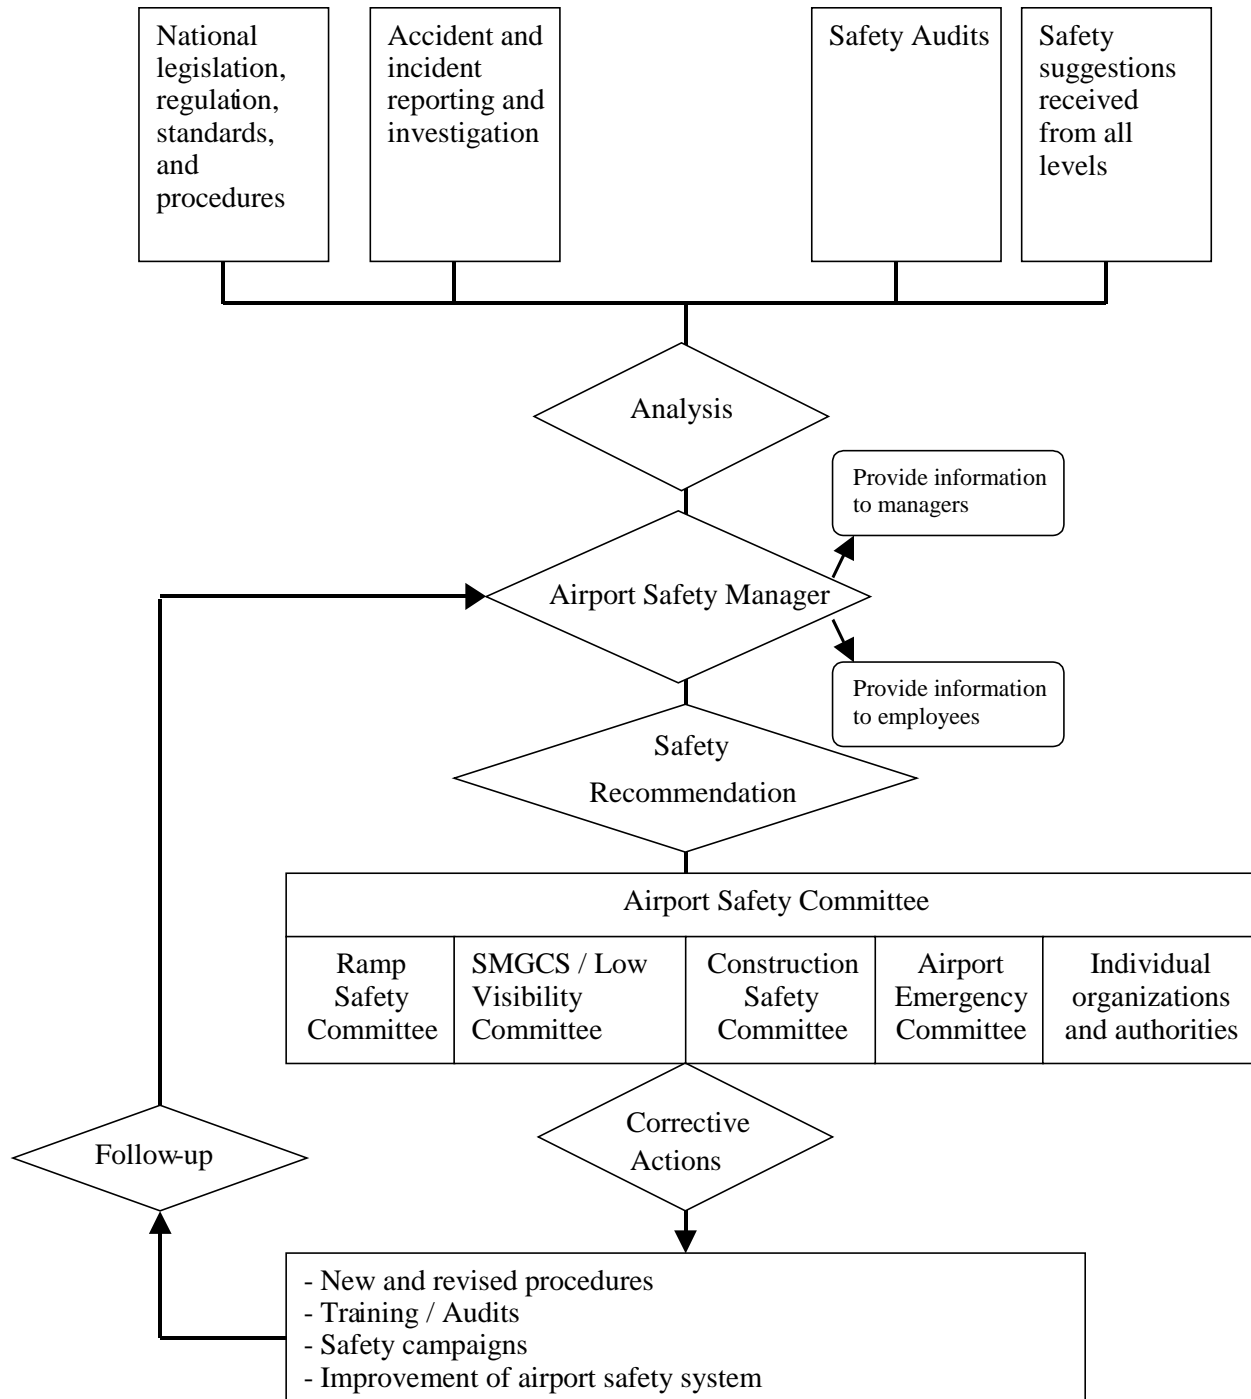 National
legislation,
regulation,
standards,
and
procedures
Accident and
incident
reporting and
investigation
Safety Audits
Safety
suggestions
received
from all
levels
Analysis
Provide information
to managers
Airport Safety Manager
Provide information
to employees
Safety
Recommendation
Airport Safety Committee
Ramp
Safety
Committee
SMGCS / Low
Visibility
Committee
Construction
Safety
Committee
Airport
Emergency
Committee
Individual
organizations
and authorities
Corrective
Actions
Follow-up
- New and revised procedures
- Training / Audits
- Safety campaigns
- Improvement of airport safety system